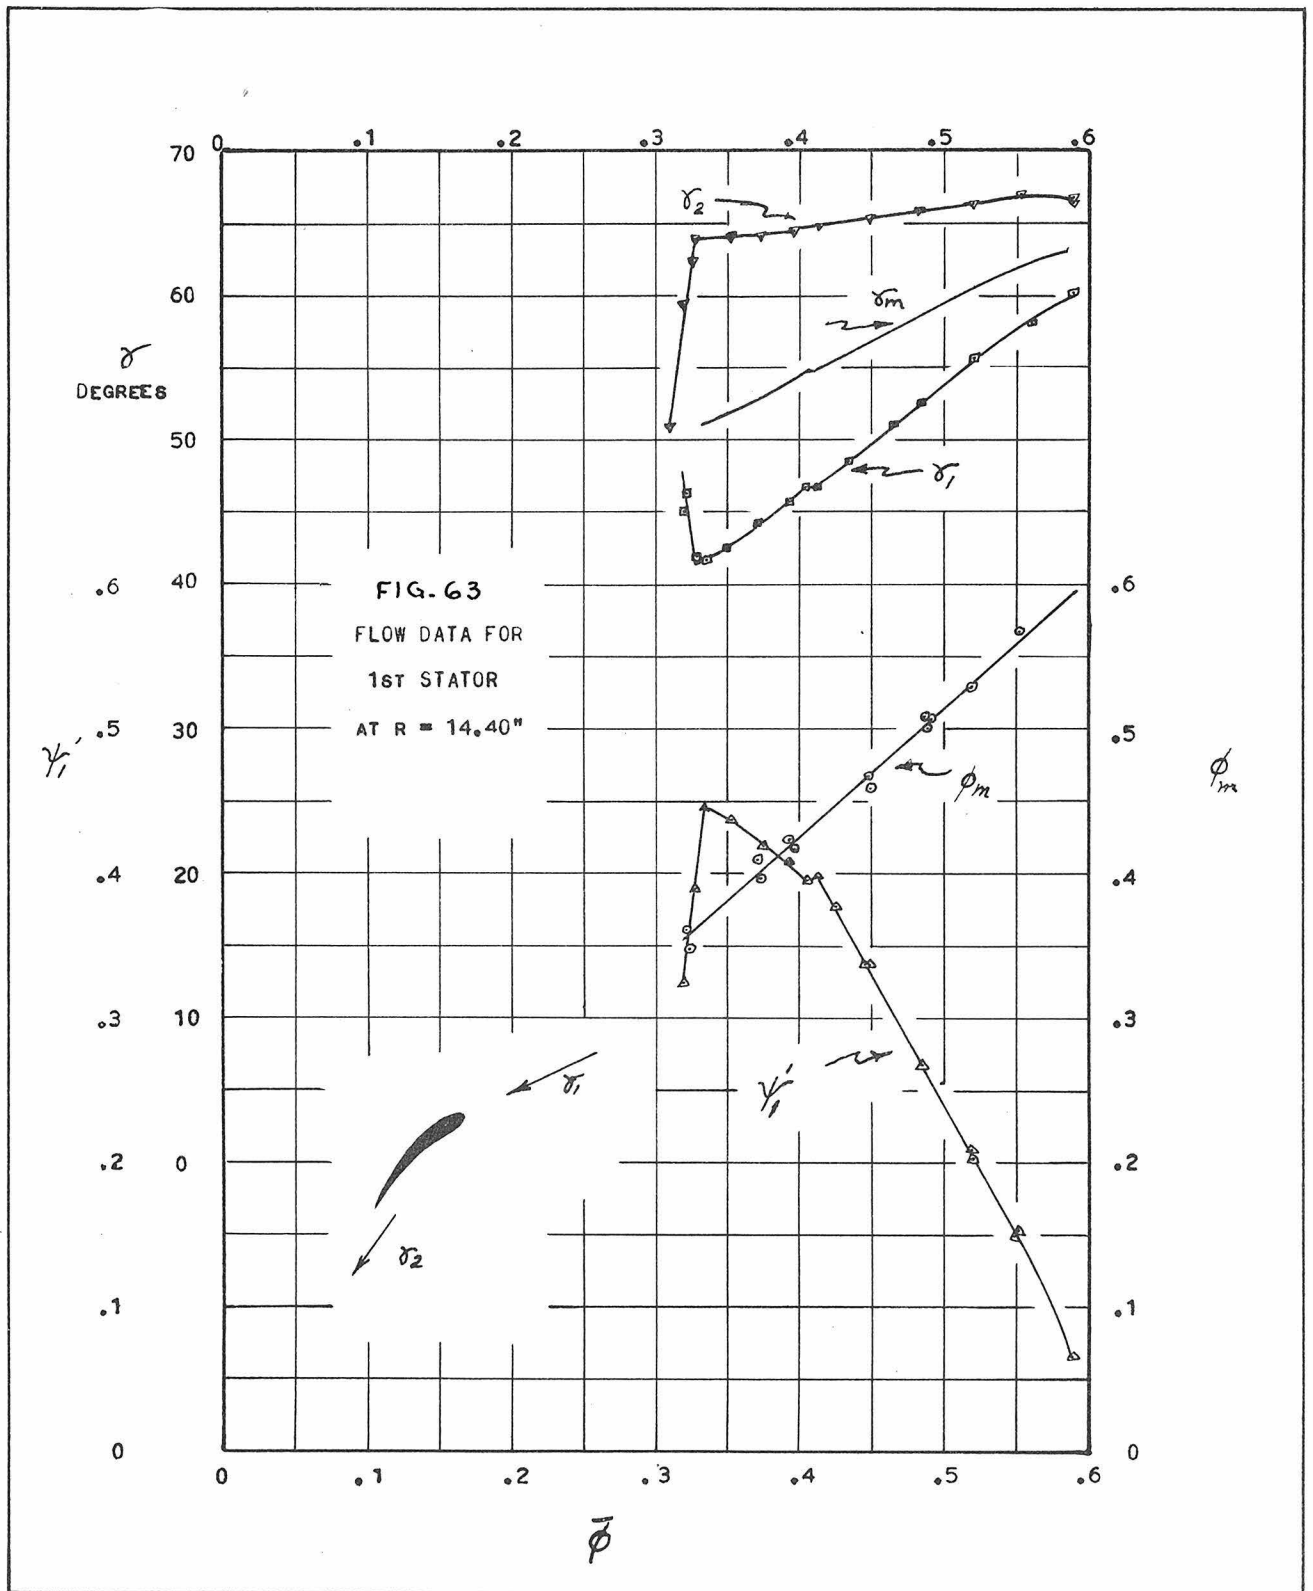 0 .1 .2 .3 .4 .5 .6
70
γ₂
60
γm
γ
DEGREES
50
γ₁
.6 40 .6
FIG. 63
FLOW DATA FOR
1ST STATOR
AT R = 14.40"
.5 30 .5
ψ₁′
ϕm
ϕm
.4 20 .4
.3 10 .3
γ₁
ψ₁′
.2 0 .2
γ₂
.1 .1
0 0
0 .1 .2 .3 .4 .5 .6
ϕ̄